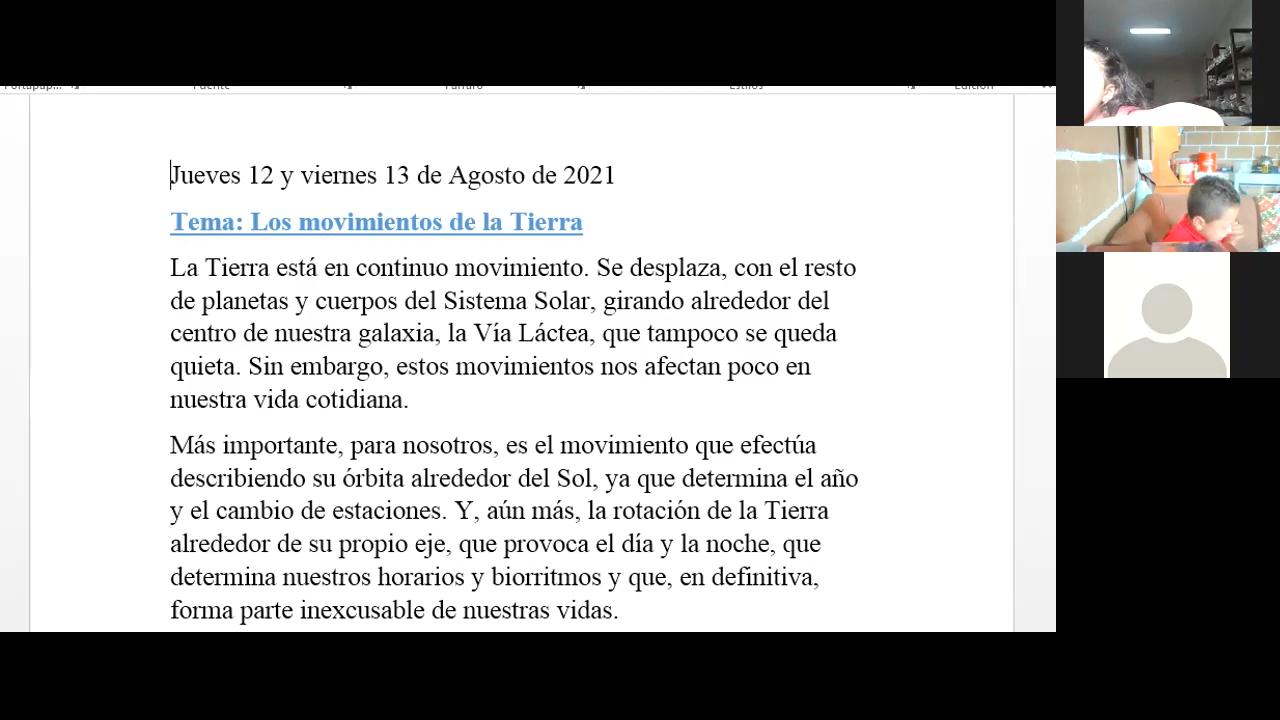 Jueves 12 y viernes 13 de Agosto de 2021
Tema: Los movimientos de la Tierra
La Tierra está en continuo movimiento. Se desplaza, con el resto
de planetas y cuerpos del Sistema Solar, girando alrededor del
centro de nuestra galaxia, la Vía Láctea, que tampoco se queda
quieta. Sin embargo, estos movimientos nos afectan poco en
nuestra vida cotidiana.
Más importante, para nosotros, es el movimiento que efectúa
describiendo su órbita alrededor del Sol, ya que determina el año
y el cambio de estaciones. Y, aún más, la rotación de la Tierra
alrededor de su propio eje, que provoca el día y la noche, que
determina nuestros horarios y biorritmos y que, en definitiva,
forma parte inexcusable de nuestras vidas.